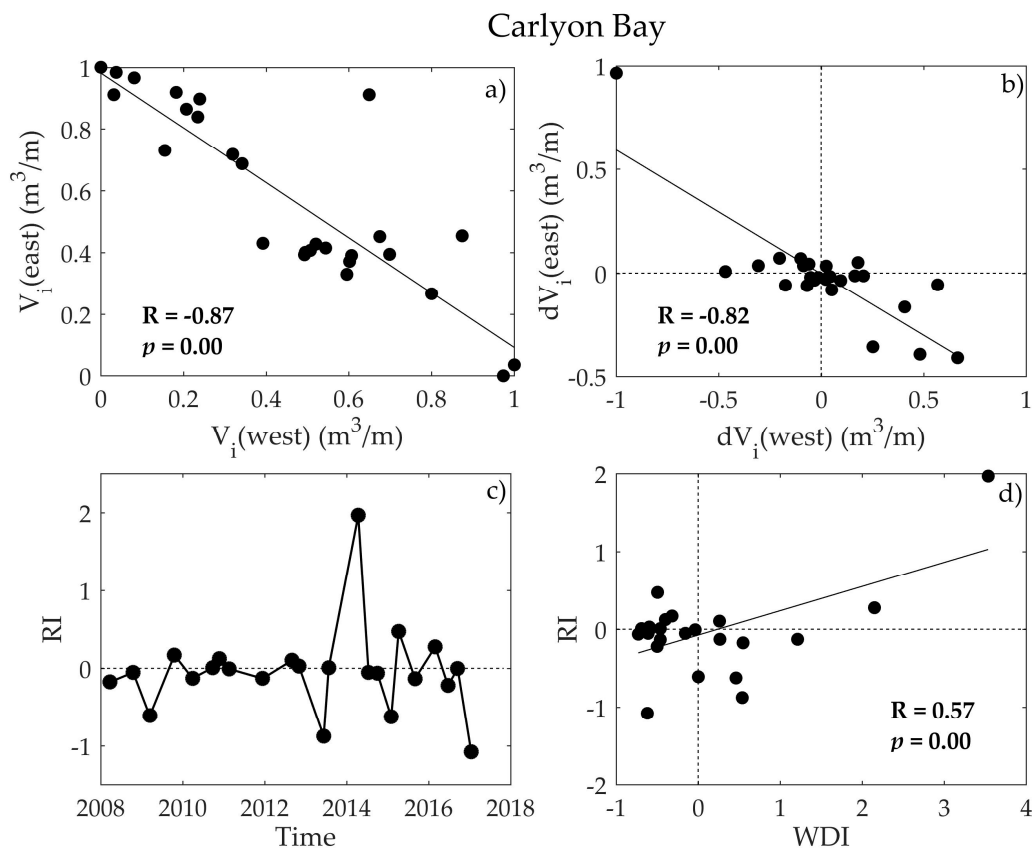 Carlyon Bay
a)
1
0.8
0.6
0.4
0.2
0
V_i(east) (m³/m)
R = -0.87
p = 0.00
0 0.2 0.4 0.6 0.8 1
V_i(west) (m³/m)
b)
1
0.5
0
-0.5
dV_i(east) (m³/m)
R = -0.82
p = 0.00
-1 -0.5 0 0.5 1
dV_i(west) (m³/m)
c)
2
1
0
-1
RI
2008 2010 2012 2014 2016 2018
Time
d)
2
1
0
-1
-2
RI
R = 0.57
p = 0.00
-1 0 1 2 3 4
WDI